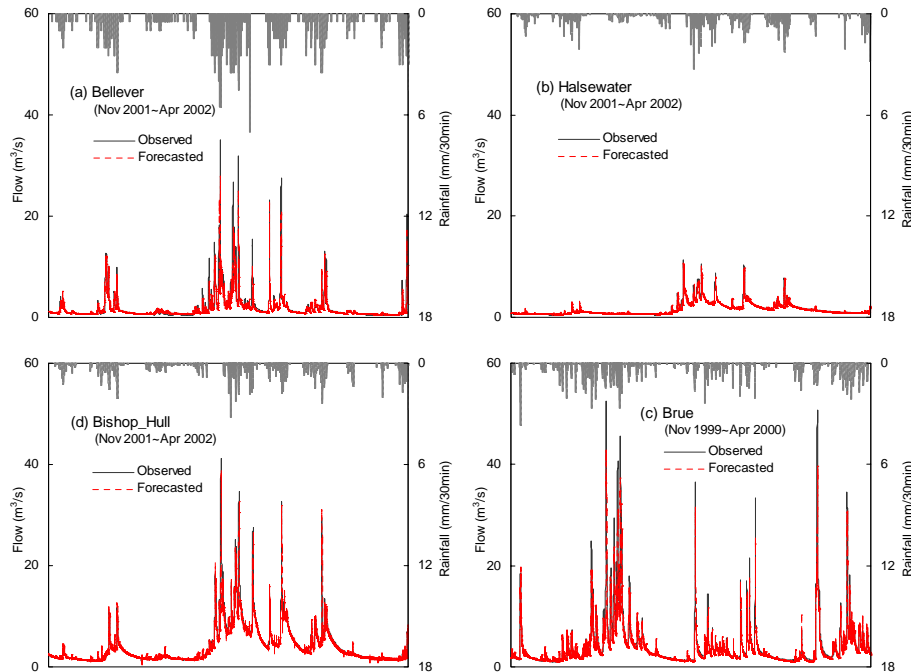 60
40
20
0
Flow (m³/s)
(a) Bellever
(Nov 2001~Apr 2002)
Observed
Forecasted
0
6
12
18
Rainfall (mm/30min)
60
40
20
0
Flow (m³/s)
(b) Halsewater
(Nov 2001~Apr 2002)
Observed
Forecasted
0
6
12
18
Rainfall (mm/30min)
60
40
20
0
Flow (m³/s)
(d) Bishop_Hull
(Nov 2001~Apr 2002)
Observed
Forecasted
0
6
12
18
Rainfall (mm/30min)
60
40
20
0
Flow (m³/s)
(c) Brue
(Nov 1999~Apr 2000)
Observed
Forecasted
0
6
12
18
Rainfall (mm/30min)